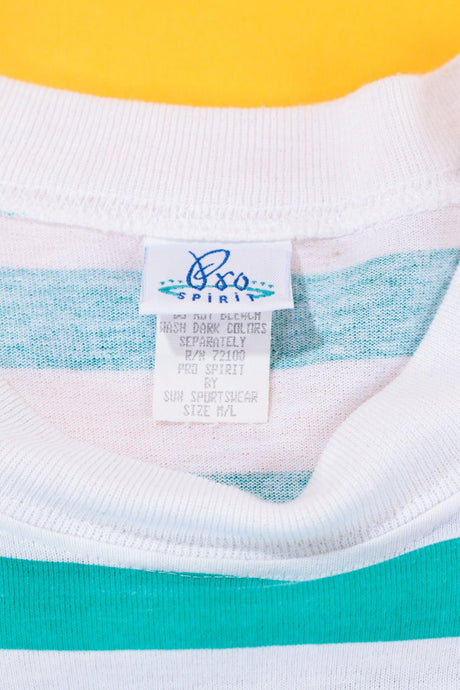 Pro
SPiRiT
DO NOT BLEACH
WASH DARK COLORS
SEPARATELY
R/N 72100
PRO SPIRIT
BY
SUN SPORTSWEAR
SIZE M/L